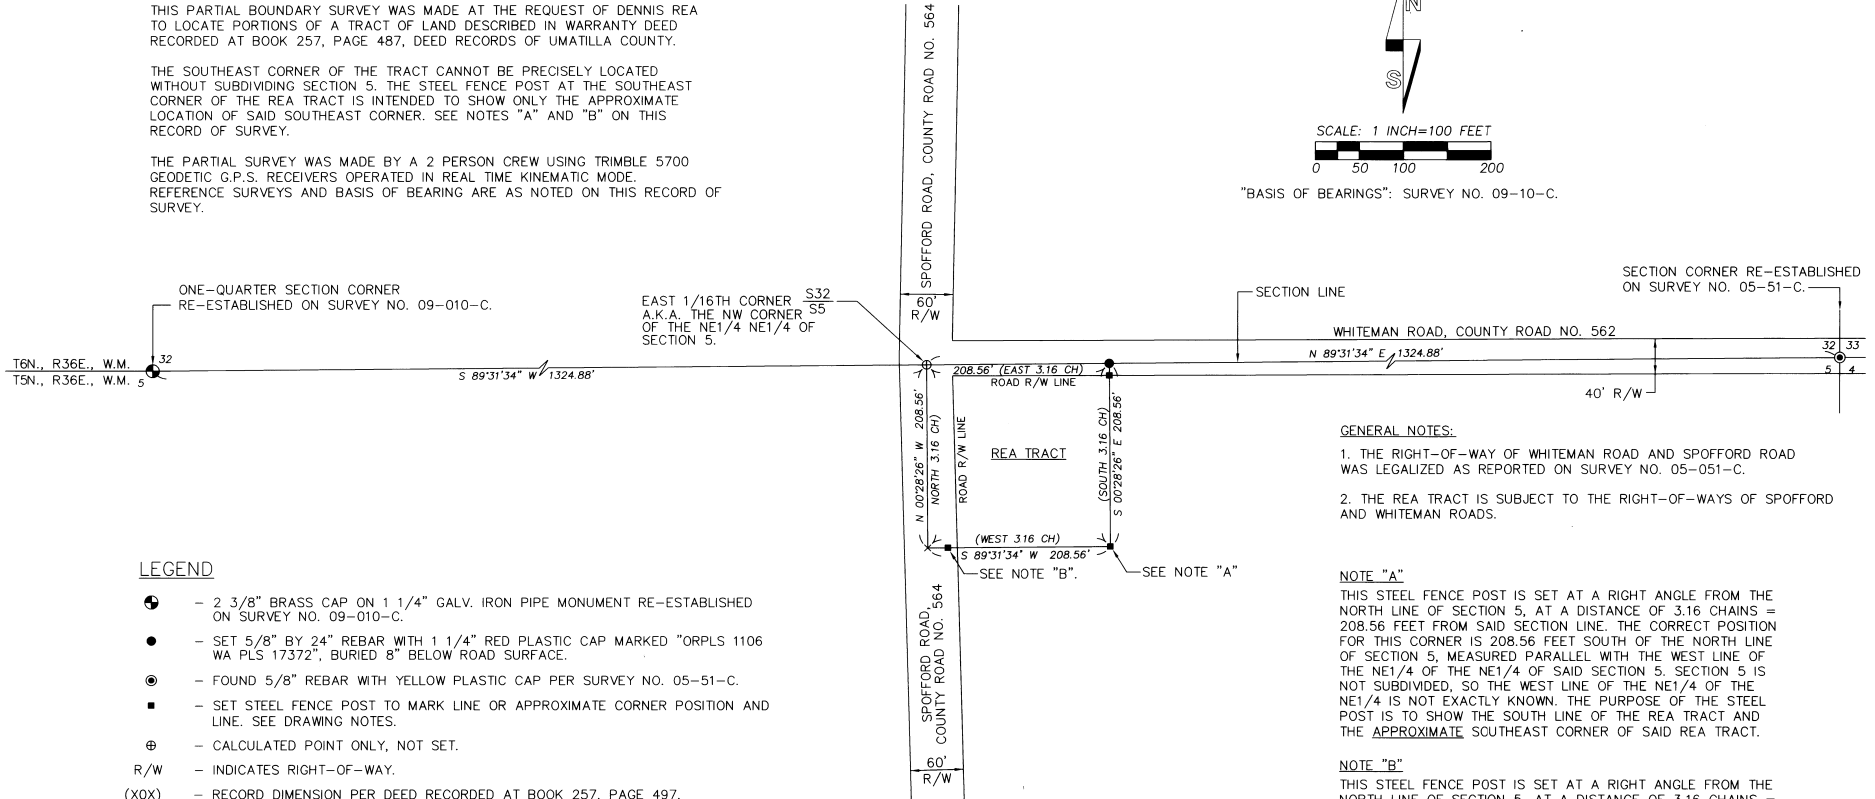 THIS PARTIAL BOUNDARY SURVEY WAS MADE AT THE REQUEST OF DENNIS REA
TO LOCATE PORTIONS OF A TRACT OF LAND DESCRIBED IN WARRANTY DEED
RECORDED AT BOOK 257, PAGE 487, DEED RECORDS OF UMATILLA COUNTY.
THE SOUTHEAST CORNER OF THE TRACT CANNOT BE PRECISELY LOCATED
WITHOUT SUBDIVIDING SECTION 5. THE STEEL FENCE POST AT THE SOUTHEAST
CORNER OF THE REA TRACT IS INTENDED TO SHOW ONLY THE APPROXIMATE
LOCATION OF SAID SOUTHEAST CORNER. SEE NOTES "A" AND "B" ON THIS
RECORD OF SURVEY.
THE PARTIAL SURVEY WAS MADE BY A 2 PERSON CREW USING TRIMBLE 5700
GEODETIC G.P.S. RECEIVERS OPERATED IN REAL TIME KINEMATIC MODE.
REFERENCE SURVEYS AND BASIS OF BEARING ARE AS NOTED ON THIS RECORD OF
SURVEY.
SPOFFORD ROAD, COUNTY ROAD NO. 564
60'
R/W
N
S
SCALE: 1 INCH=100 FEET
0 50 100 200
"BASIS OF BEARINGS": SURVEY NO. 09-10-C.
ONE-QUARTER SECTION CORNER
RE-ESTABLISHED ON SURVEY NO. 09-010-C.
EAST 1/16TH CORNER S32
A.K.A. THE NW CORNER S5
OF THE NE1/4 NE1/4 OF
SECTION 5.
SECTION LINE
SECTION CORNER RE-ESTABLISHED
ON SURVEY NO. 05-51-C.
WHITEMAN ROAD, COUNTY ROAD NO. 562
T6N., R36E., W.M. 32
T5N., R36E., W.M. 5
S 89°31'34" W 1324.88'
N 89°31'34" E 1324.88'
32 33
5 4
40' R/W
208.56' (EAST 3.16 CH)
ROAD R/W LINE
N 00°28'26" W 208.56'
(NORTH 3.16 CH)
ROAD R/W LINE
REA TRACT
(SOUTH 3.16 CH)
S 00°28'26" E 208.56'
(WEST 316 CH)
S 89°31'34" W 208.56'
SEE NOTE "B".
SEE NOTE "A"
SPOFFORD ROAD,
COUNTY ROAD NO. 564
60'
R/W
LEGEND
- 2 3/8" BRASS CAP ON 1 1/4" GALV. IRON PIPE MONUMENT RE-ESTABLISHED
ON SURVEY NO. 09-010-C.
- SET 5/8" BY 24" REBAR WITH 1 1/4" RED PLASTIC CAP MARKED "ORPLS 1106
WA PLS 17372", BURIED 8" BELOW ROAD SURFACE.
- FOUND 5/8" REBAR WITH YELLOW PLASTIC CAP PER SURVEY NO. 05-51-C.
- SET STEEL FENCE POST TO MARK LINE OR APPROXIMATE CORNER POSITION AND
LINE. SEE DRAWING NOTES.
- CALCULATED POINT ONLY, NOT SET.
R/W - INDICATES RIGHT-OF-WAY.
(X0X) - RECORD DIMENSION PER DEED RECORDED AT BOOK 257, PAGE 497.
GENERAL NOTES:
1. THE RIGHT-OF-WAY OF WHITEMAN ROAD AND SPOFFORD ROAD
WAS LEGALIZED AS REPORTED ON SURVEY NO. 05-051-C.
2. THE REA TRACT IS SUBJECT TO THE RIGHT-OF-WAYS OF SPOFFORD
AND WHITEMAN ROADS.
NOTE "A"
THIS STEEL FENCE POST IS SET AT A RIGHT ANGLE FROM THE
NORTH LINE OF SECTION 5, AT A DISTANCE OF 3.16 CHAINS =
208.56 FEET FROM SAID SECTION LINE. THE CORRECT POSITION
FOR THIS CORNER IS 208.56 FEET SOUTH OF THE NORTH LINE
OF SECTION 5, MEASURED PARALLEL WITH THE WEST LINE OF
THE NE1/4 OF THE NE1/4 OF SAID SECTION 5. SECTION 5 IS
NOT SUBDIVIDED, SO THE WEST LINE OF THE NE1/4 OF THE
NE1/4 IS NOT EXACTLY KNOWN. THE PURPOSE OF THE STEEL
POST IS TO SHOW THE SOUTH LINE OF THE REA TRACT AND
THE APPROXIMATE SOUTHEAST CORNER OF SAID REA TRACT.
NOTE "B"
THIS STEEL FENCE POST IS SET AT A RIGHT ANGLE FROM THE
NORTH LINE OF SECTION 5, AT A DISTANCE OF 3.16 CHAINS =